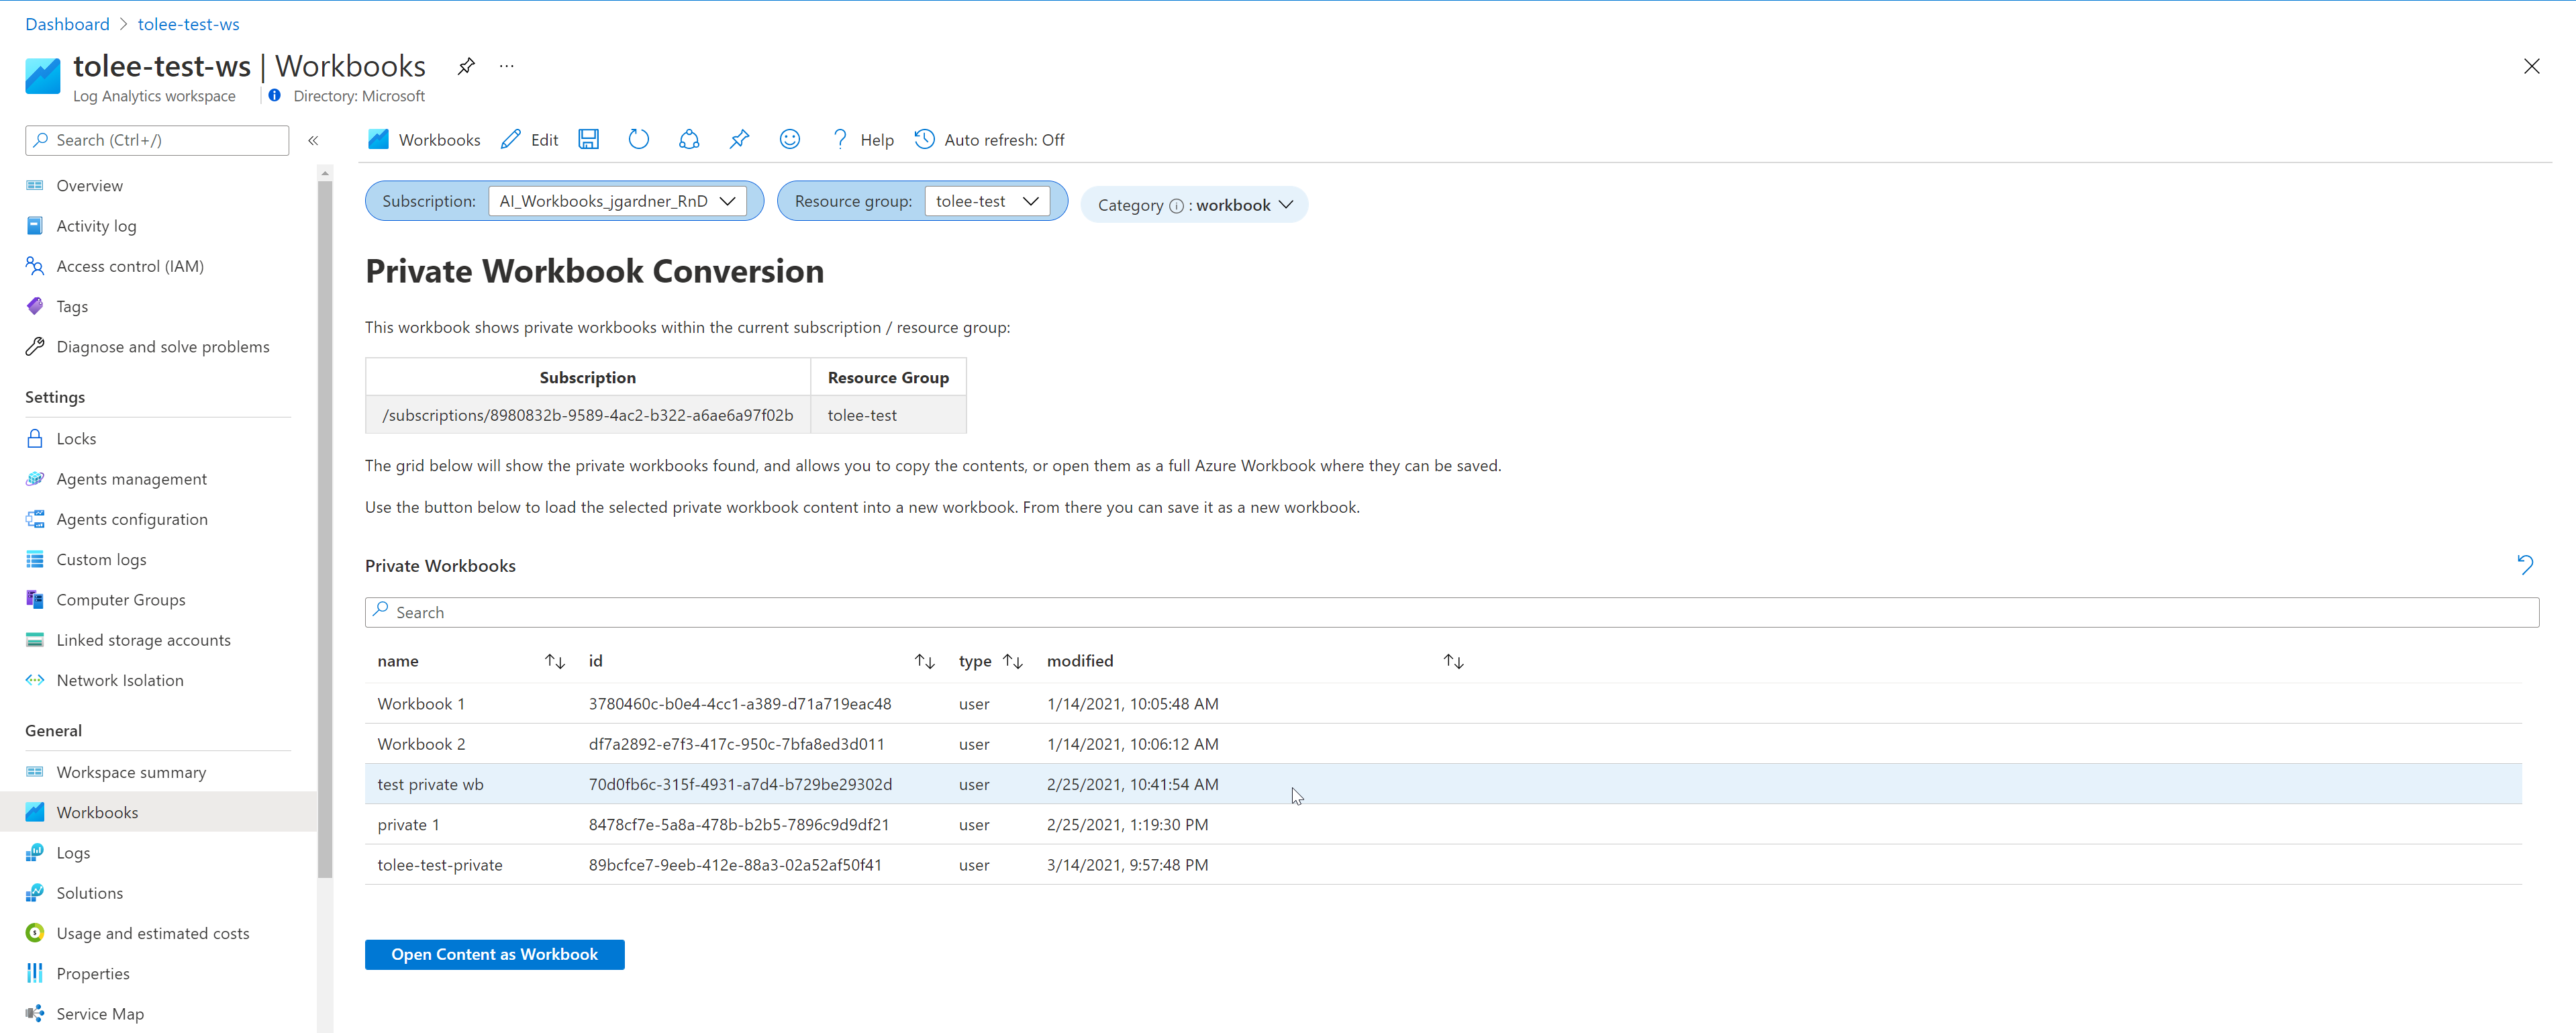 Dashboard > tolee-test-ws
tolee-test-ws | Workbooks
Log Analytics workspace | Directory: Microsoft
Search (Ctrl+/)
Overview
Activity log
Access control (IAM)
Tags
Diagnose and solve problems
Settings
Locks
Agents management
Agents configuration
Custom logs
Computer Groups
Linked storage accounts
Network Isolation
General
Workspace summary
Workbooks
Logs
Solutions
Usage and estimated costs
Properties
Service Map
Workbooks Edit Help Auto refresh: Off
Subscription: AI_Workbooks_jgardner_RnD Resource group: tolee-test Category : workbook
Private Workbook Conversion
This workbook shows private workbooks within the current subscription / resource group:
Subscription Resource Group
/subscriptions/8980832b-9589-4ac2-b322-a6ae6a97f02b tolee-test
The grid below will show the private workbooks found, and allows you to copy the contents, or open them as a full Azure Workbook where they can be saved.
Use the button below to load the selected private workbook content into a new workbook. From there you can save it as a new workbook.
Private Workbooks
Search
name id type modified
Workbook 1 3780460c-b0e4-4cc1-a389-d71a719eac48 user 1/14/2021, 10:05:48 AM
Workbook 2 df7a2892-e7f3-417c-950c-7bfa8ed3d011 user 1/14/2021, 10:06:12 AM
test private wb 70d0fb6c-315f-4931-a7d4-b729be29302d user 2/25/2021, 10:41:54 AM
private 1 8478cf7e-5a8a-478b-b2b5-7896c9d9df21 user 2/25/2021, 1:19:30 PM
tolee-test-private 89bcfce7-9eeb-412e-88a3-02a52af50f41 user 3/14/2021, 9:57:48 PM
Open Content as Workbook